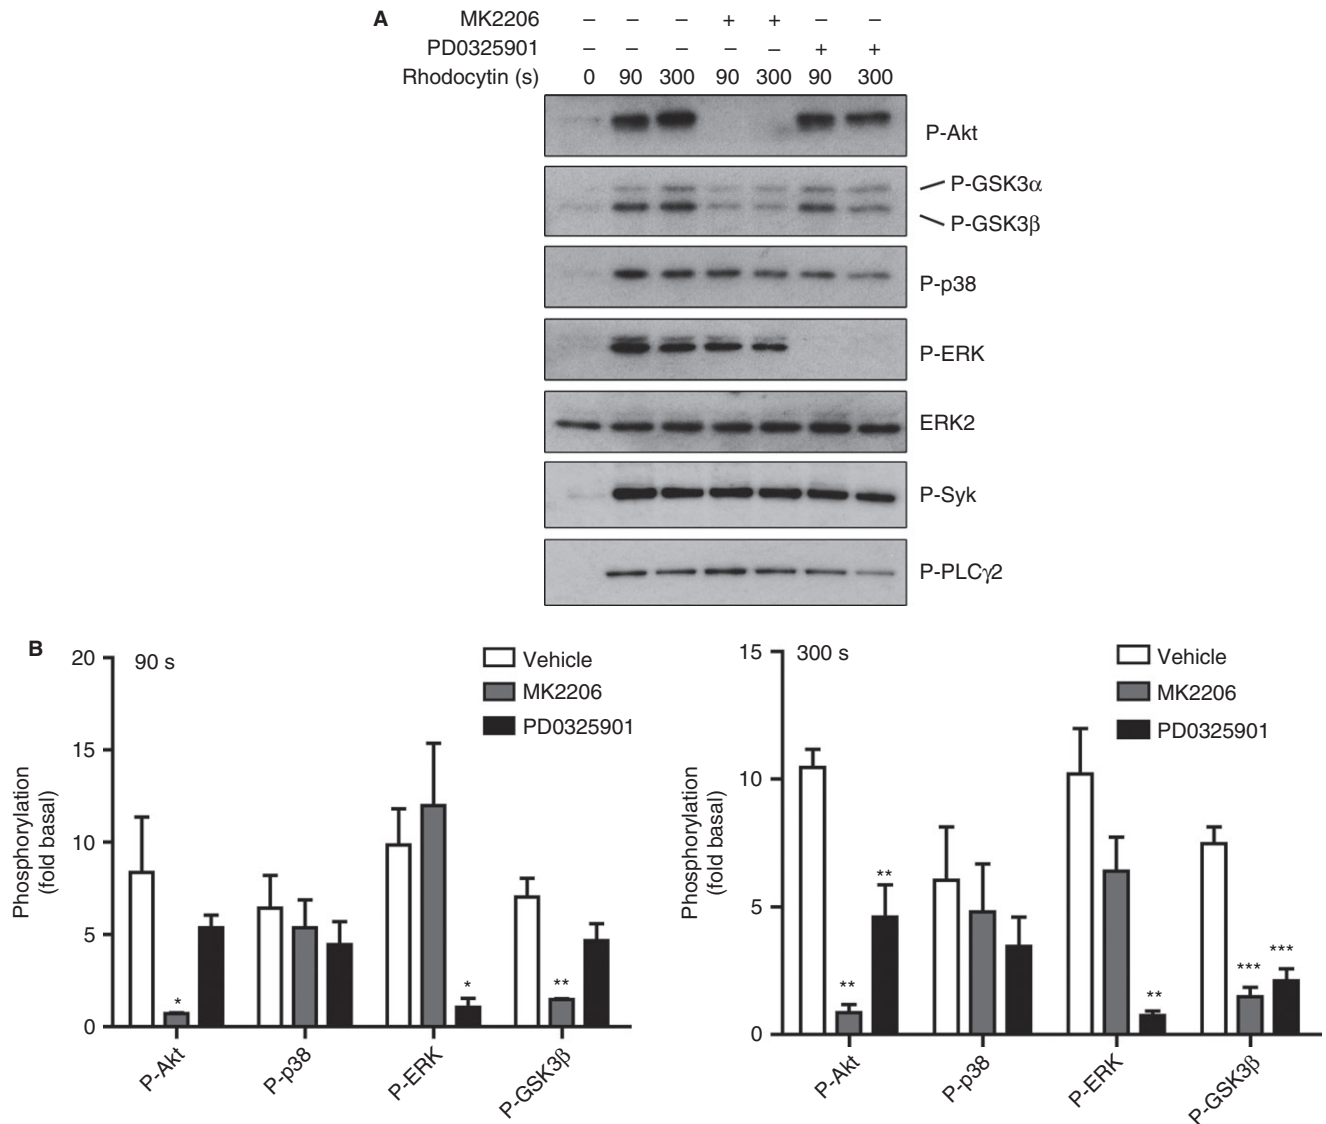 A
MK2206 – – – + + – –
PD0325901 – – – – – + +
Rhodocytin (s) 0 90 300 90 300 90 300
P-Akt
P-GSK3α
P-GSK3β
P-p38
P-ERK
ERK2
P-Syk
P-PLCγ2
B
90 s
Vehicle
MK2206
PD0325901
Phosphorylation
(fold basal)
20
15
10
5
0
*
*
**
P-Akt
P-p38
P-ERK
P-GSK3β
300 s
Vehicle
MK2206
PD0325901
Phosphorylation
(fold basal)
15
10
5
0
**
**
**
***
***
P-Akt
P-p38
P-ERK
P-GSK3β